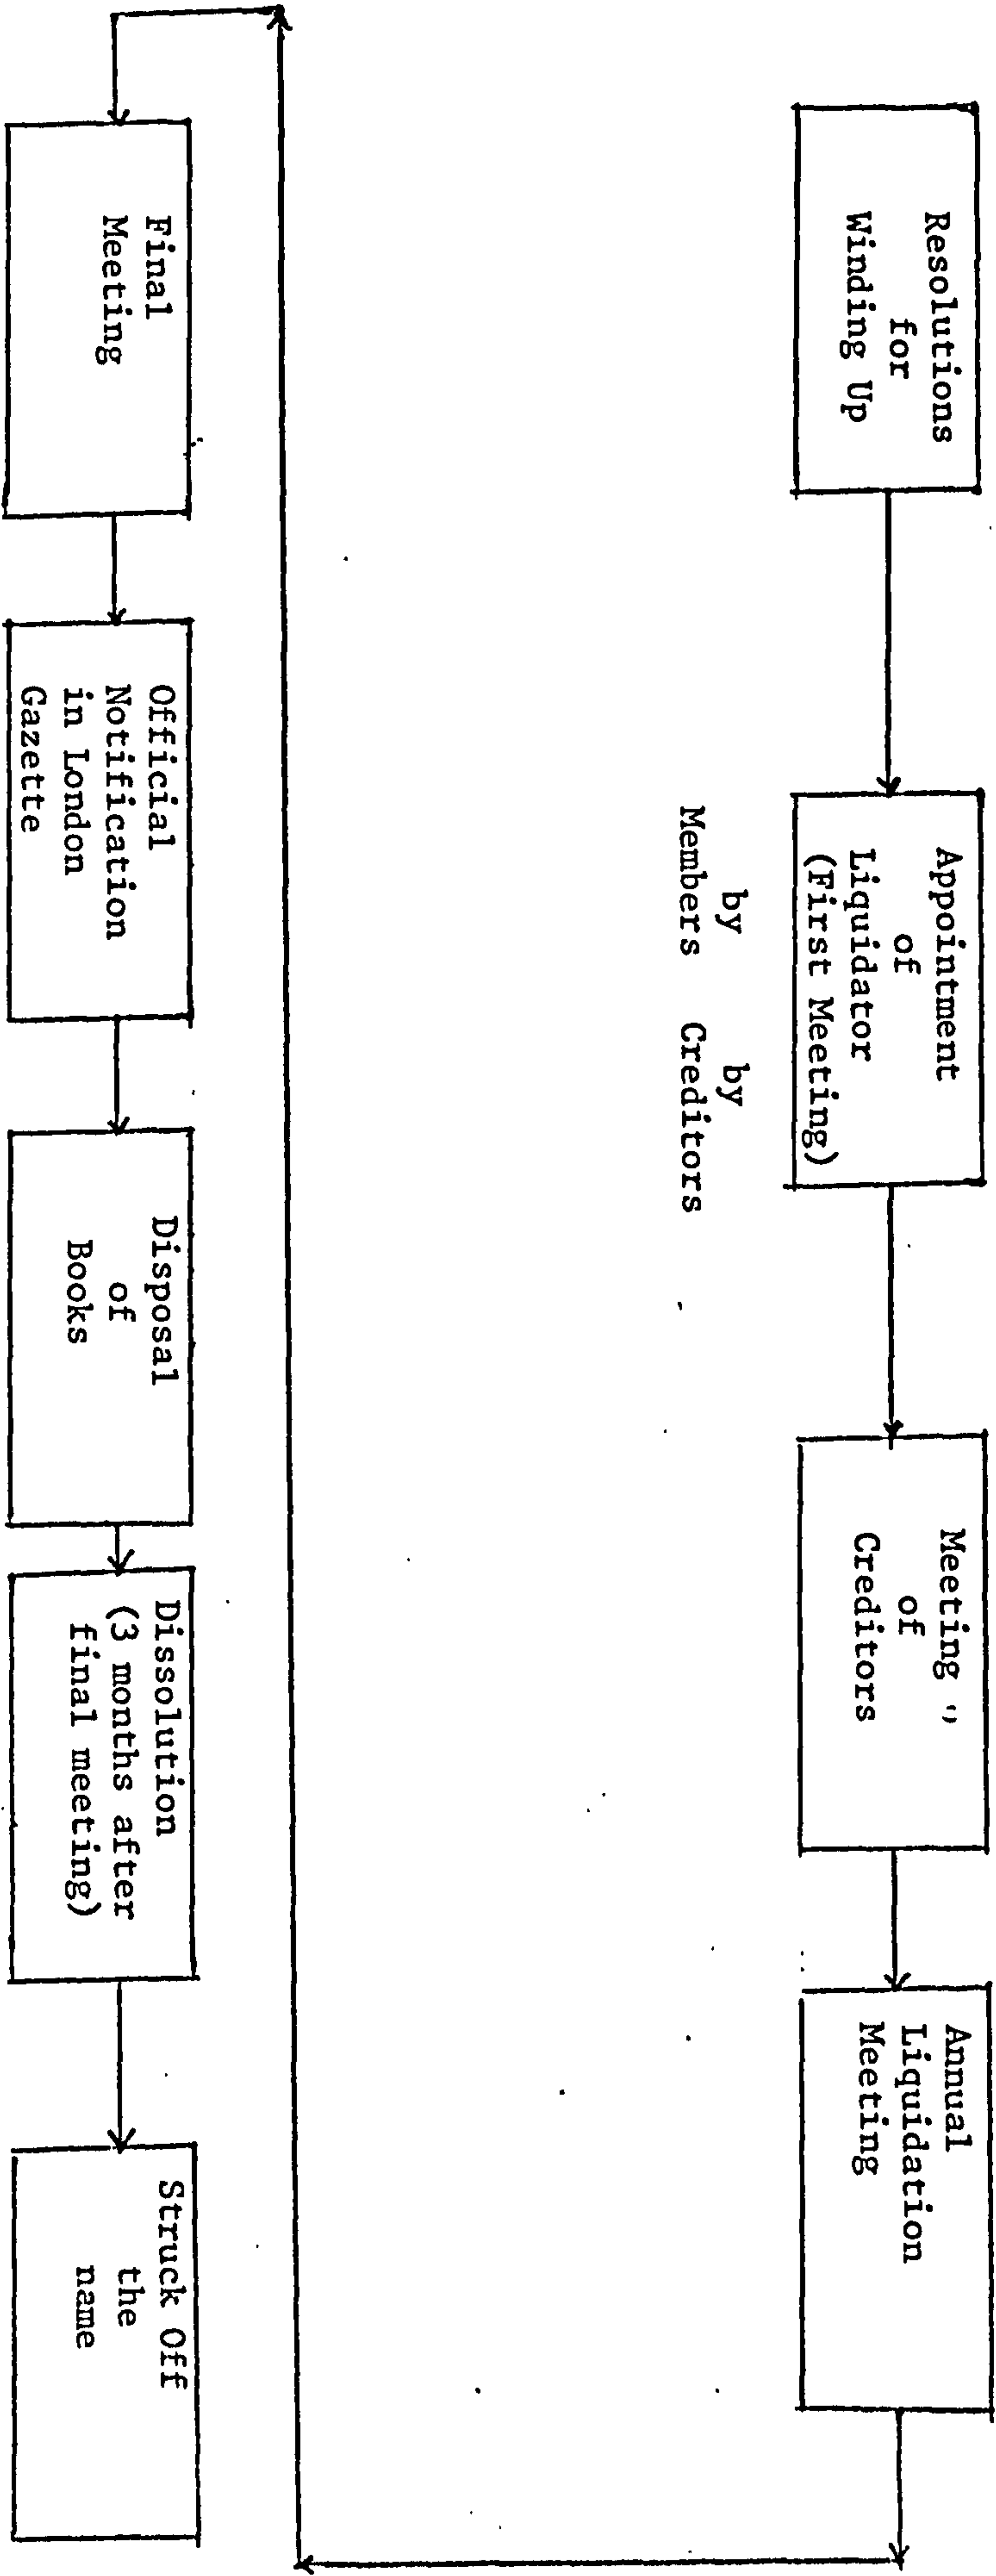 Resolutions
for
Winding Up
Appointment
of
Liquidator
(First Meeting)
by by
Members Creditors
Meeting
of
Creditors
Annual
Liquidation
Meeting
Final
Meeting
Official
Notification
in London
Gazette
Disposal
of
Books
Dissolution
(3 months after
final meeting)
Struck Off
the
name